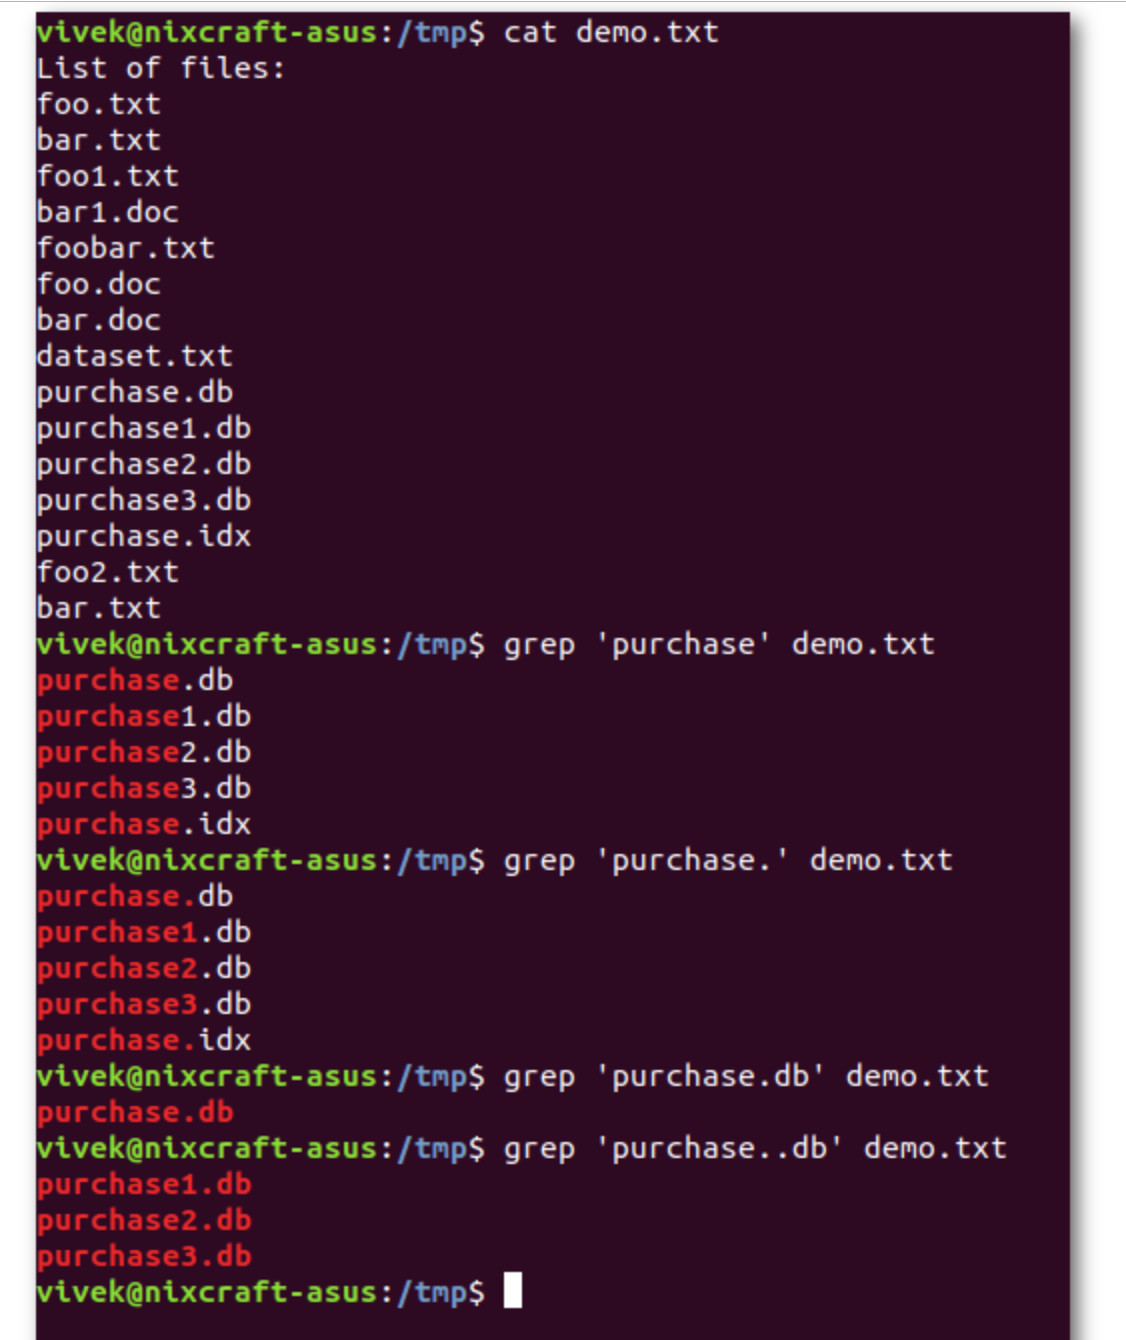 vivek@nixcraft-asus:/tmp$ cat demo.txt
List of files:
foo.txt
bar.txt
foo1.txt
bar1.doc
foobar.txt
foo.doc
bar.doc
dataset.txt
purchase.db
purchase1.db
purchase2.db
purchase3.db
purchase.idx
foo2.txt
bar.txt
vivek@nixcraft-asus:/tmp$ grep 'purchase' demo.txt
purchase.db
purchase1.db
purchase2.db
purchase3.db
purchase.idx
vivek@nixcraft-asus:/tmp$ grep 'purchase.' demo.txt
purchase.db
purchase1.db
purchase2.db
purchase3.db
purchase.idx
vivek@nixcraft-asus:/tmp$ grep 'purchase.db' demo.txt
purchase.db
vivek@nixcraft-asus:/tmp$ grep 'purchase..db' demo.txt
purchase1.db
purchase2.db
purchase3.db
vivek@nixcraft-asus:/tmp$